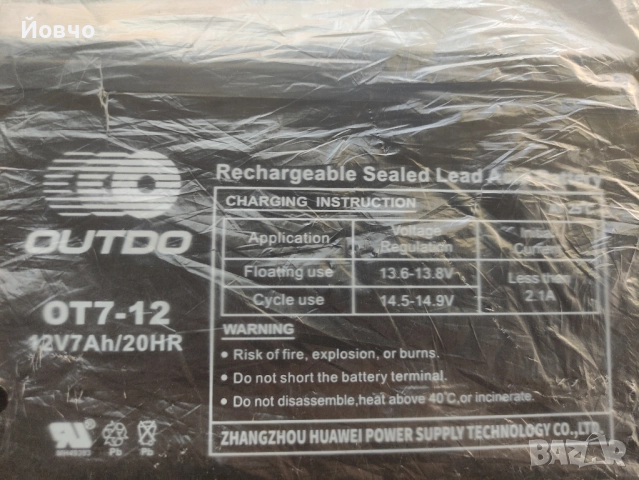 Йовчо
OUTDO
OT7-12
12V7Ah/20HR
Rechargeable Sealed Lead Acid Battery
CHARGING INSTRUCTION
Application Voltage Regulation Initial Current
Floating use 13.6-13.8V Less than 2.1A
Cycle use 14.5-14.9V
WARNING
• Risk of fire, explosion, or burns.
• Do not short the battery terminal.
• Do not disassemble,heat above 40℃,or incinerate.
ZHANGZHOU HUAWEI POWER SUPPLY TECHNOLOGY CO.,LTD.
Pb Pb
BAZAR